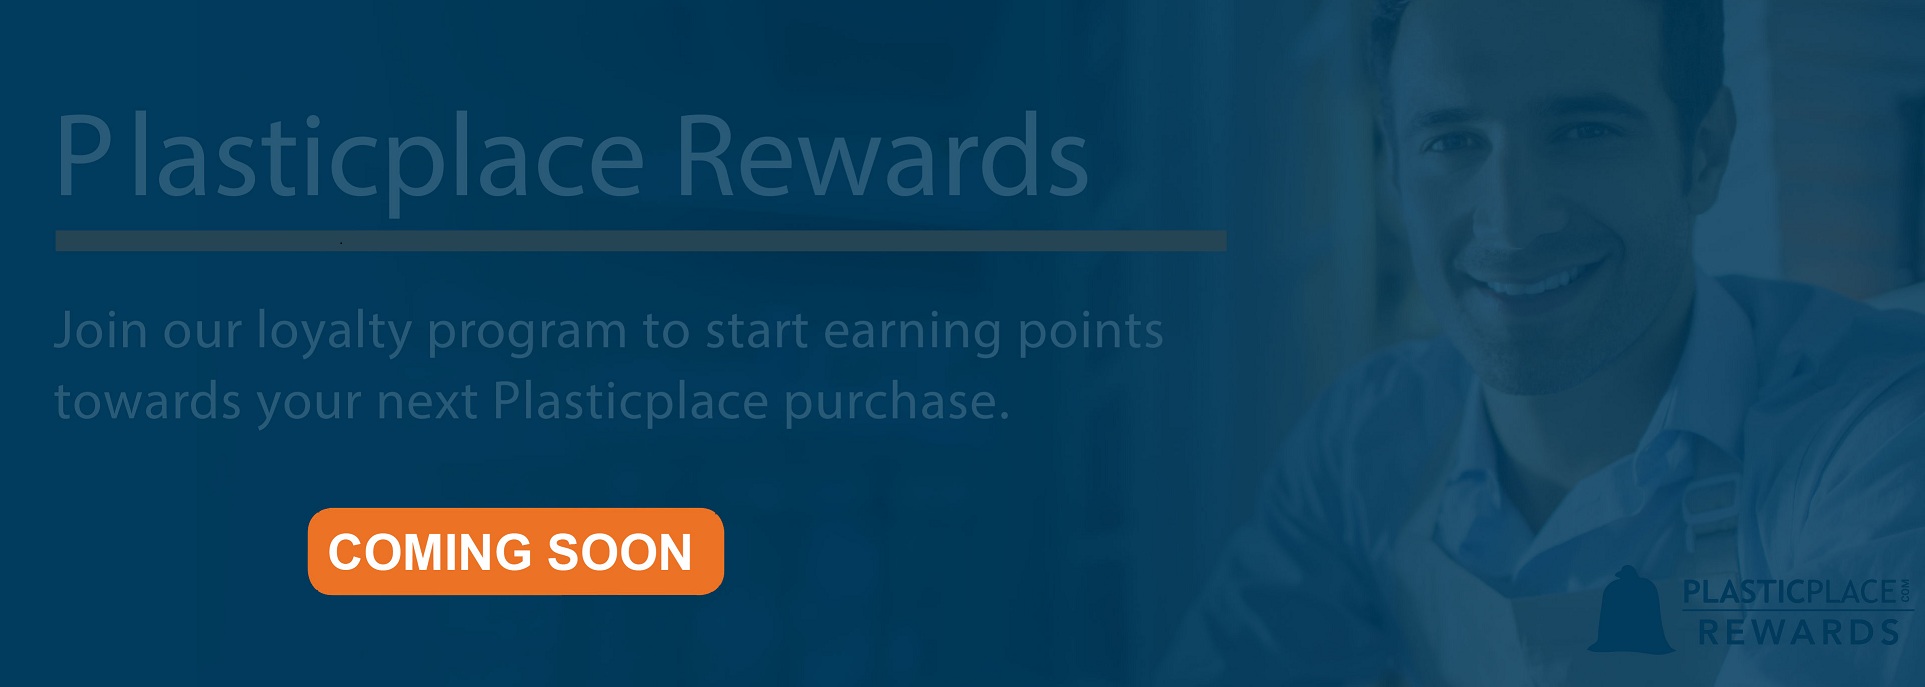 Plasticplace Rewards
Join our loyalty program to start earning points
towards your next Plasticplace purchase.
COMING SOON
PLASTICPLACE.COM
REWARDS